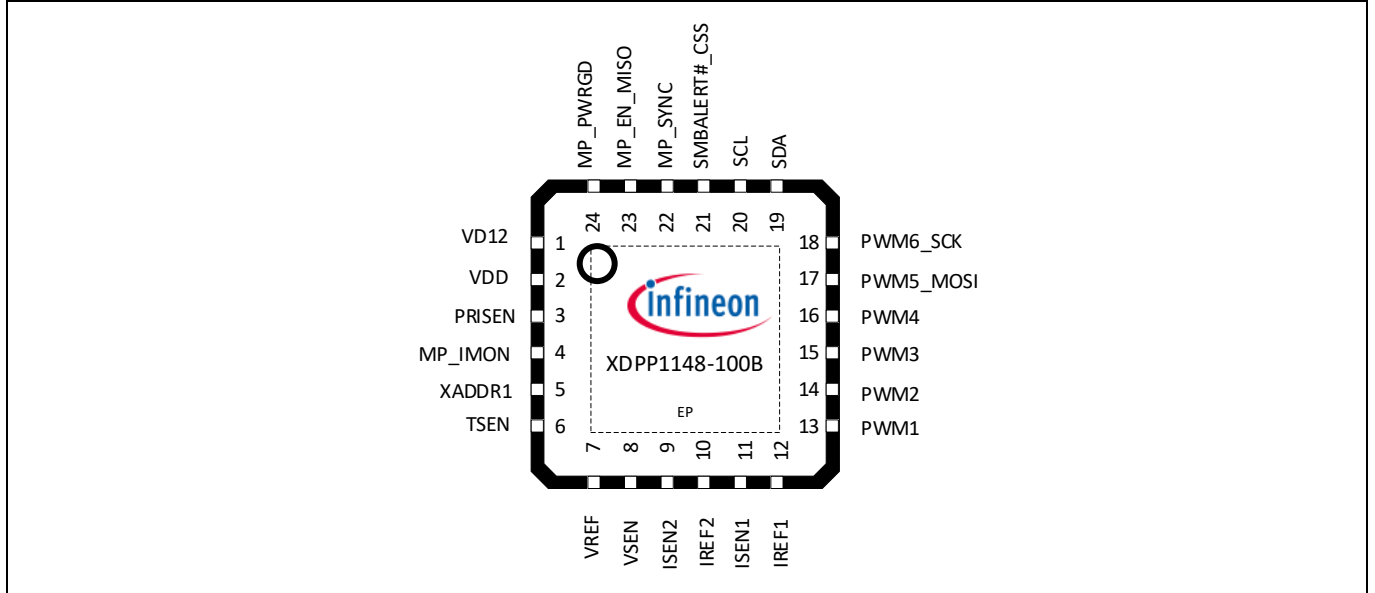 MP_PWRGD
MP_EN_MISO
MP_SYNC
SMBALERT#_CSS
SCL
SDA
24
23
22
21
20
19
VD12 1
VDD 2
PRISEN 3
MP_IMON 4
XADDR1 5
TSEN 6
infineon
XDPP1148-100B
EP
18 PWM6_SCK
17 PWM5_MOSI
16 PWM4
15 PWM3
14 PWM2
13 PWM1
7
8
9
10
11
12
VREF
VSEN
ISEN2
IREF2
ISEN1
IREF1